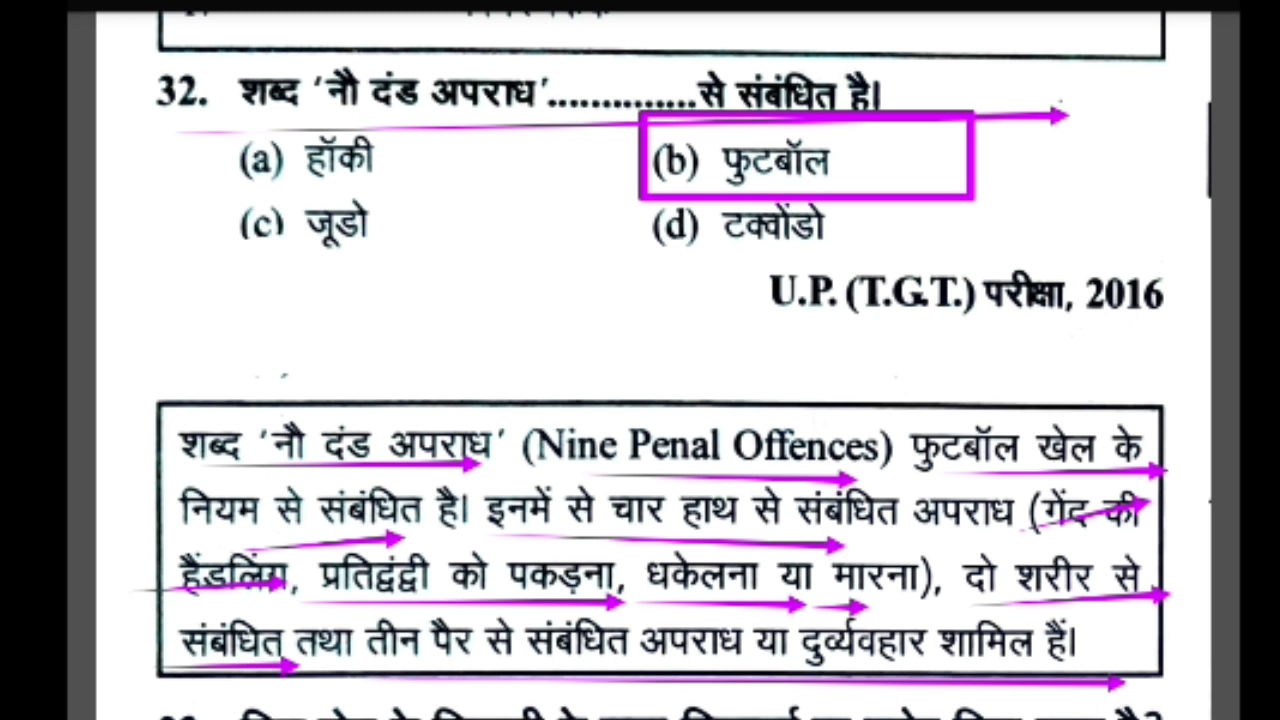 32. शब्द 'नौ दंड अपराध'..............से संबंधित है।
(a) हॉकी (b) फुटबॉल
(c) जूडो (d) टक्वोंडो
U.P. (T.G.T.) परीक्षा, 2016
शब्द 'नौ दंड अपराध' (Nine Penal Offences) फुटबॉल खेल के
नियम से संबंधित है। इनमें से चार हाथ से संबंधित अपराध (गेंद की
हैंडलिंग, प्रतिद्वंद्वी को पकड़ना, धकेलना या मारना), दो शरीर से
संबंधित तथा तीन पैर से संबंधित अपराध या दुर्व्यवहार शामिल हैं।